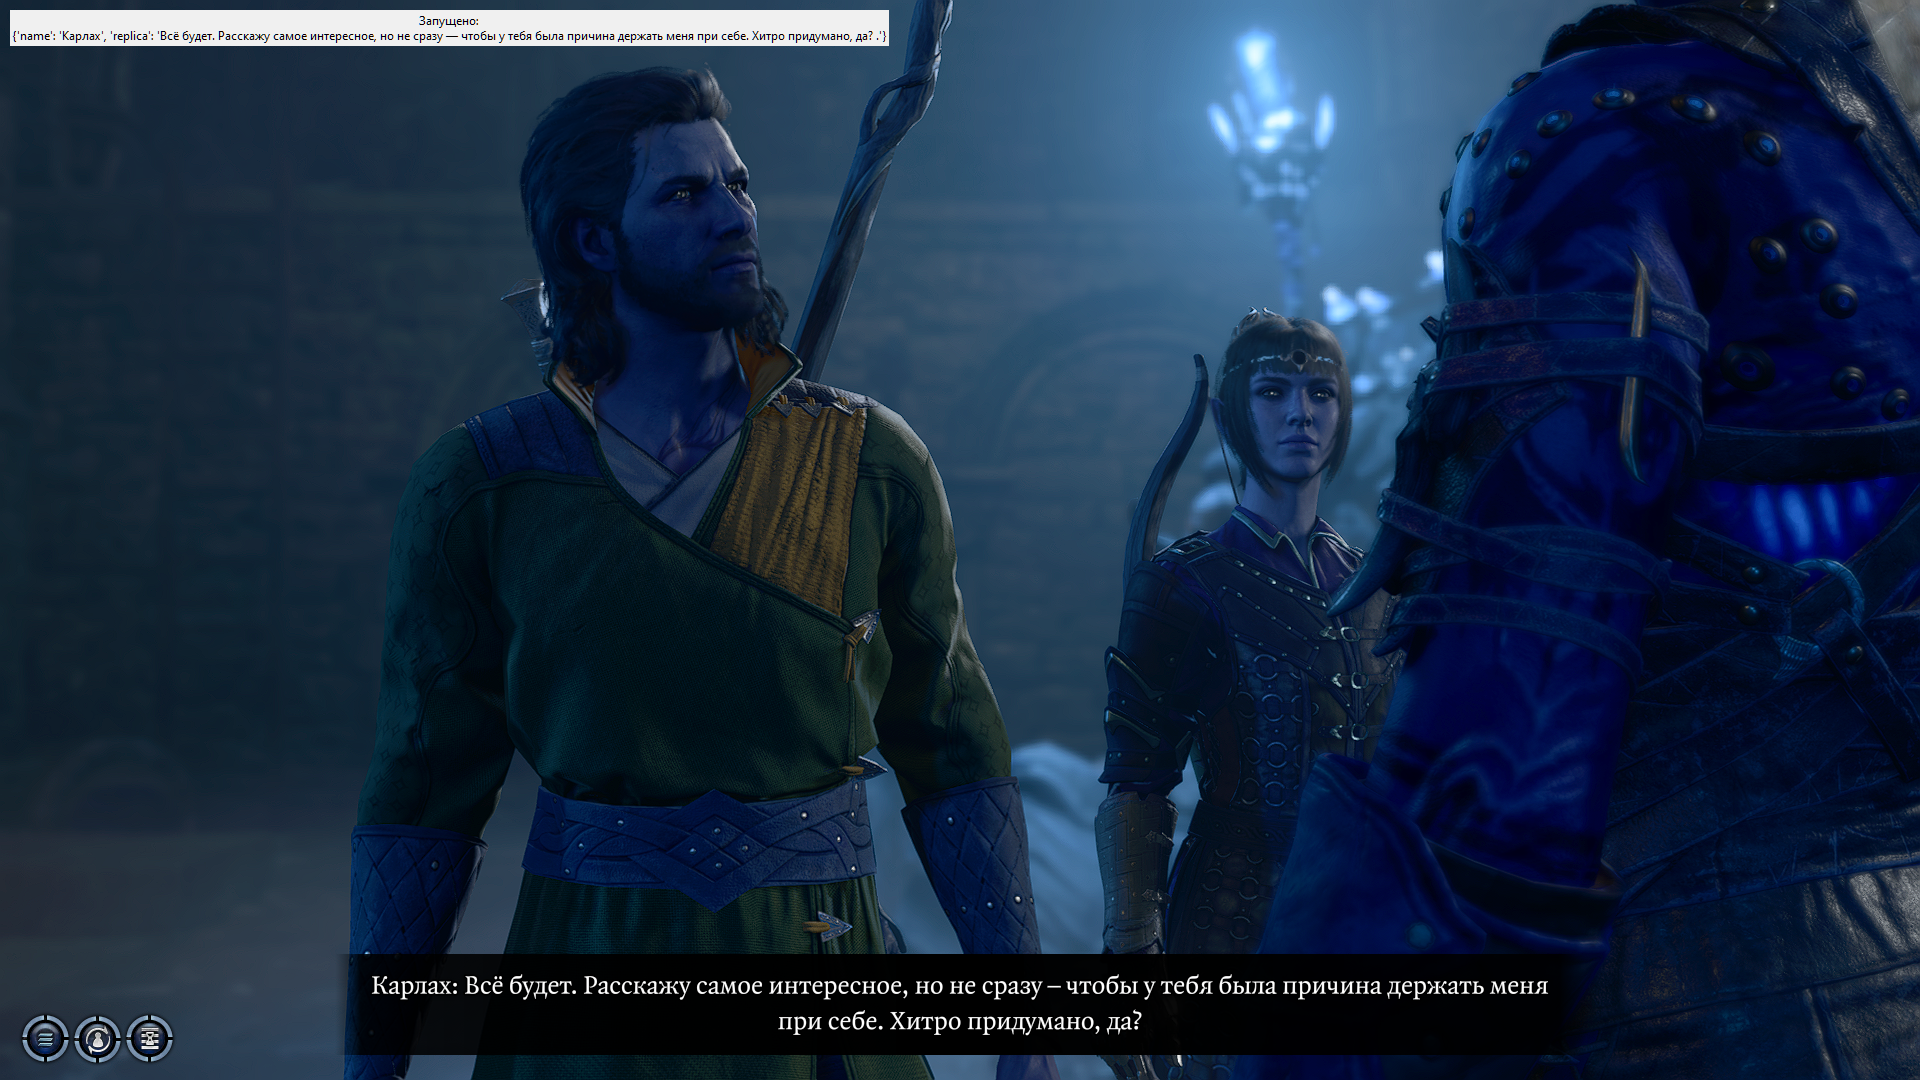 Запущено:
{'name': 'Карлах', 'replica': 'Всё будет. Расскажу самое интересное, но не сразу — чтобы у тебя была причина держать меня при себе. Хитро придумано, да? .'}
Карлах: Всё будет. Расскажу самое интересное, но не сразу – чтобы у тебя была причина держать меня
при себе. Хитро придумано, да?